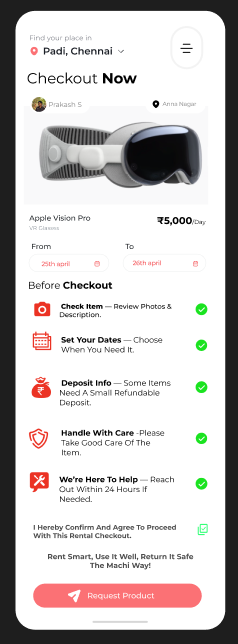 Find your place in
Padi, Chennai
Checkout Now
Prakash S
Anna Nagar
Apple Vision Pro
₹5,000/Day
VR Glasses
From
To
25th april
26th april
Before Checkout
Check Item — Review Photos &
Description.
Set Your Dates — Choose
When You Need It.
Deposit Info — Some Items
Need A Small Refundable
Deposit.
Handle With Care -Please
Take Good Care Of The
Item.
We're Here To Help — Reach
Out Within 24 Hours If
Needed.
I Hereby Confirm And Agree To Proceed
With This Rental Checkout.
Rent Smart, Use It Well, Return It Safe
The Machi Way!
Request Product